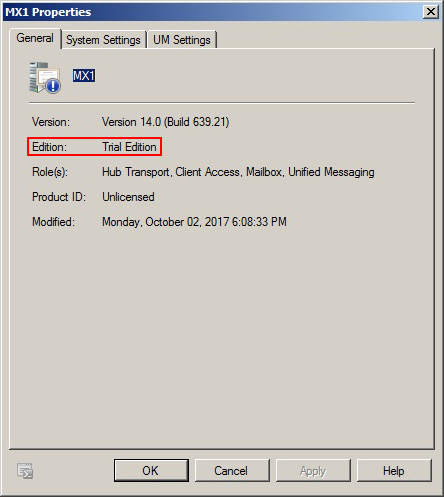 MX1 Properties
General System Settings UM Settings
MX1
Version: Version 14.0 (Build 639.21)
Edition: Trial Edition
Role(s): Hub Transport, Client Access, Mailbox, Unified Messaging
Product ID: Unlicensed
Modified: Monday, October 02, 2017 6:08:33 PM
OK Cancel Apply Help